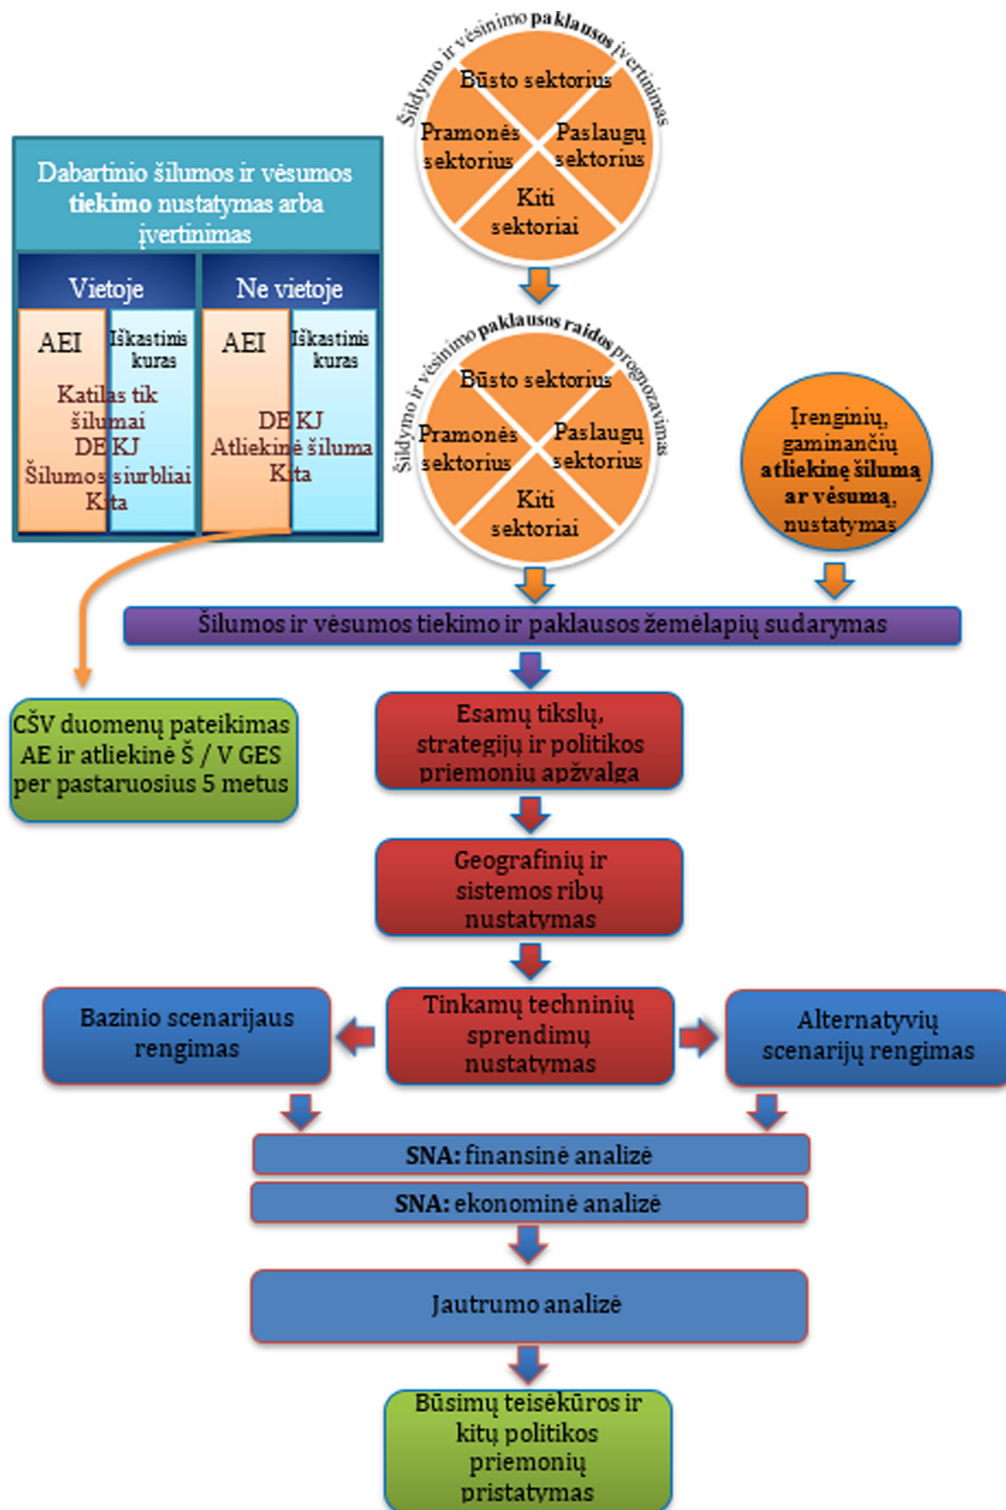 Šildymo ir vėsinimo paklausos įvertinimas
Būsto sektorius
Pramonės
sektorius
Paslaugų
sektorius
Kiti
sektoriai
Dabartinio šilumos ir vėsumos
tiekimo nustatymas arba
įvertinimas
Vietoje
Ne vietoje
AEI
Iškastinis
kuras
AEI
Iškastinis
kuras
Katilas tik
šilumai
DE KJ
Šilumos siurbliai
Kita
DE KJ
Atliekinė šiluma
Kita
Šildymo ir vėsinimo paklausos raidos prognozavimas
Būsto sektorius
Pramonės
sektorius
Paslaugų
sektorius
Kiti
sektoriai
Įrenginių,
gaminančių
atliekinę šilumą
ar vėsumą,
nustatymas
Šilumos ir vėsumos tiekimo ir paklausos žemėlapių sudarymas
CŠV duomenų pateikimas
AE ir atliekinė Š / V GES
per pastaruosius 5 metus
Esamų tikslų,
strategijų ir politikos
priemonių apžvalga
Geografinių ir
sistemos ribų
nustatymas
Bazinio scenarijaus
rengimas
Tinkamų techninių
sprendimų
nustatymas
Alternatyvių
scenarijų rengimas
SNA: finansinė analizė
SNA: ekonominė analizė
Jautrumo analizė
Būsimų teisėkūros ir
kitų politikos
priemonių
pristatymas